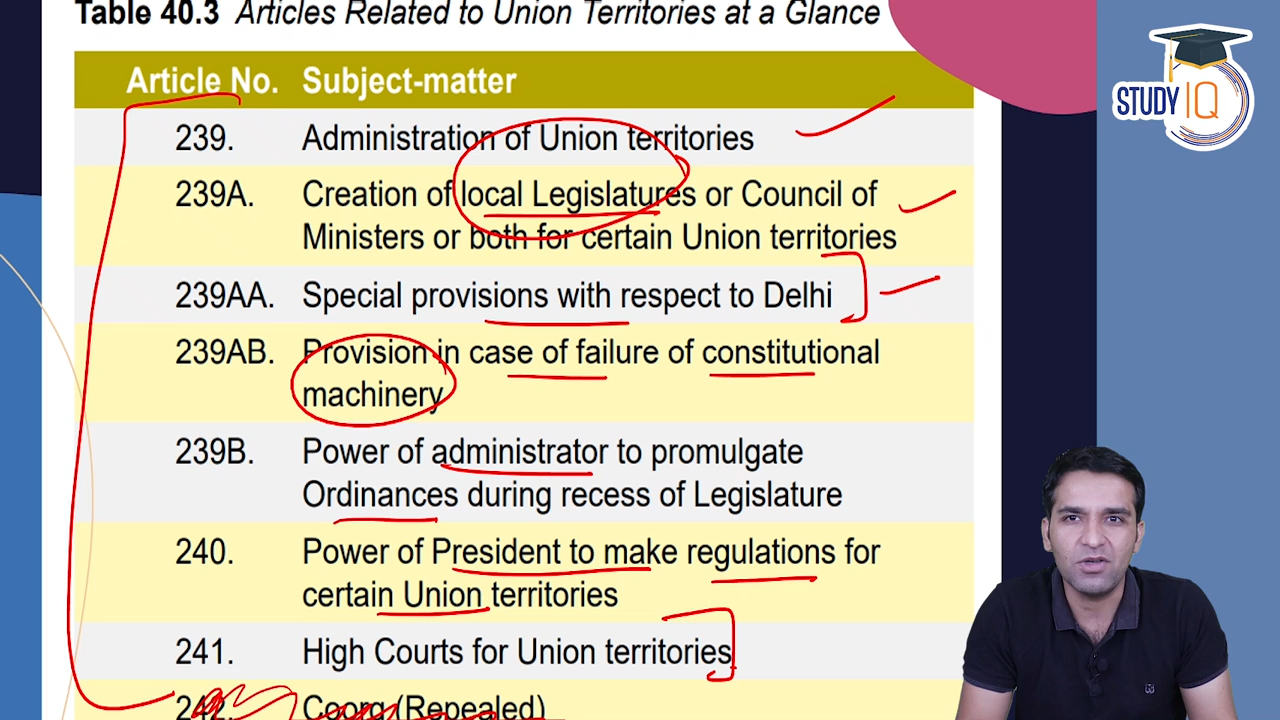 Table 40.3 Articles Related to Union Territories at a Glance
Article No. Subject-matter
239. Administration of Union territories
239A. Creation of local Legislatures or Council of
Ministers or both for certain Union territories
239AA. Special provisions with respect to Delhi
239AB. Provision in case of failure of constitutional
machinery
239B. Power of administrator to promulgate
Ordinances during recess of Legislature
240. Power of President to make regulations for
certain Union territories
241. High Courts for Union territories
242. Coorg (Repealed)
STUDY IQ